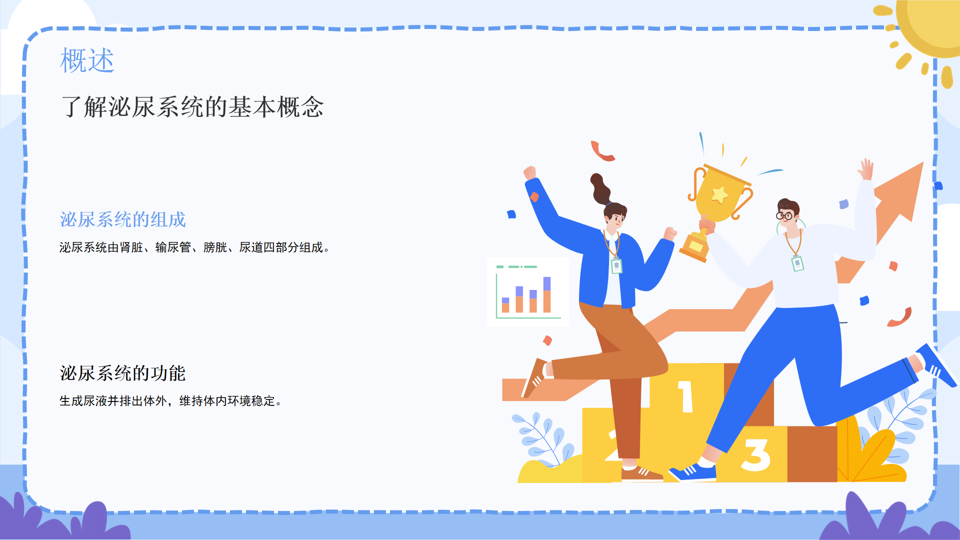 概述
了解泌尿系统的基本概念
泌尿系统的组成
泌尿系统由肾脏、输尿管、膀胱、尿道四部分组成。
泌尿系统的功能
生成尿液并排出体外，维持体内环境稳定。
1
2
3